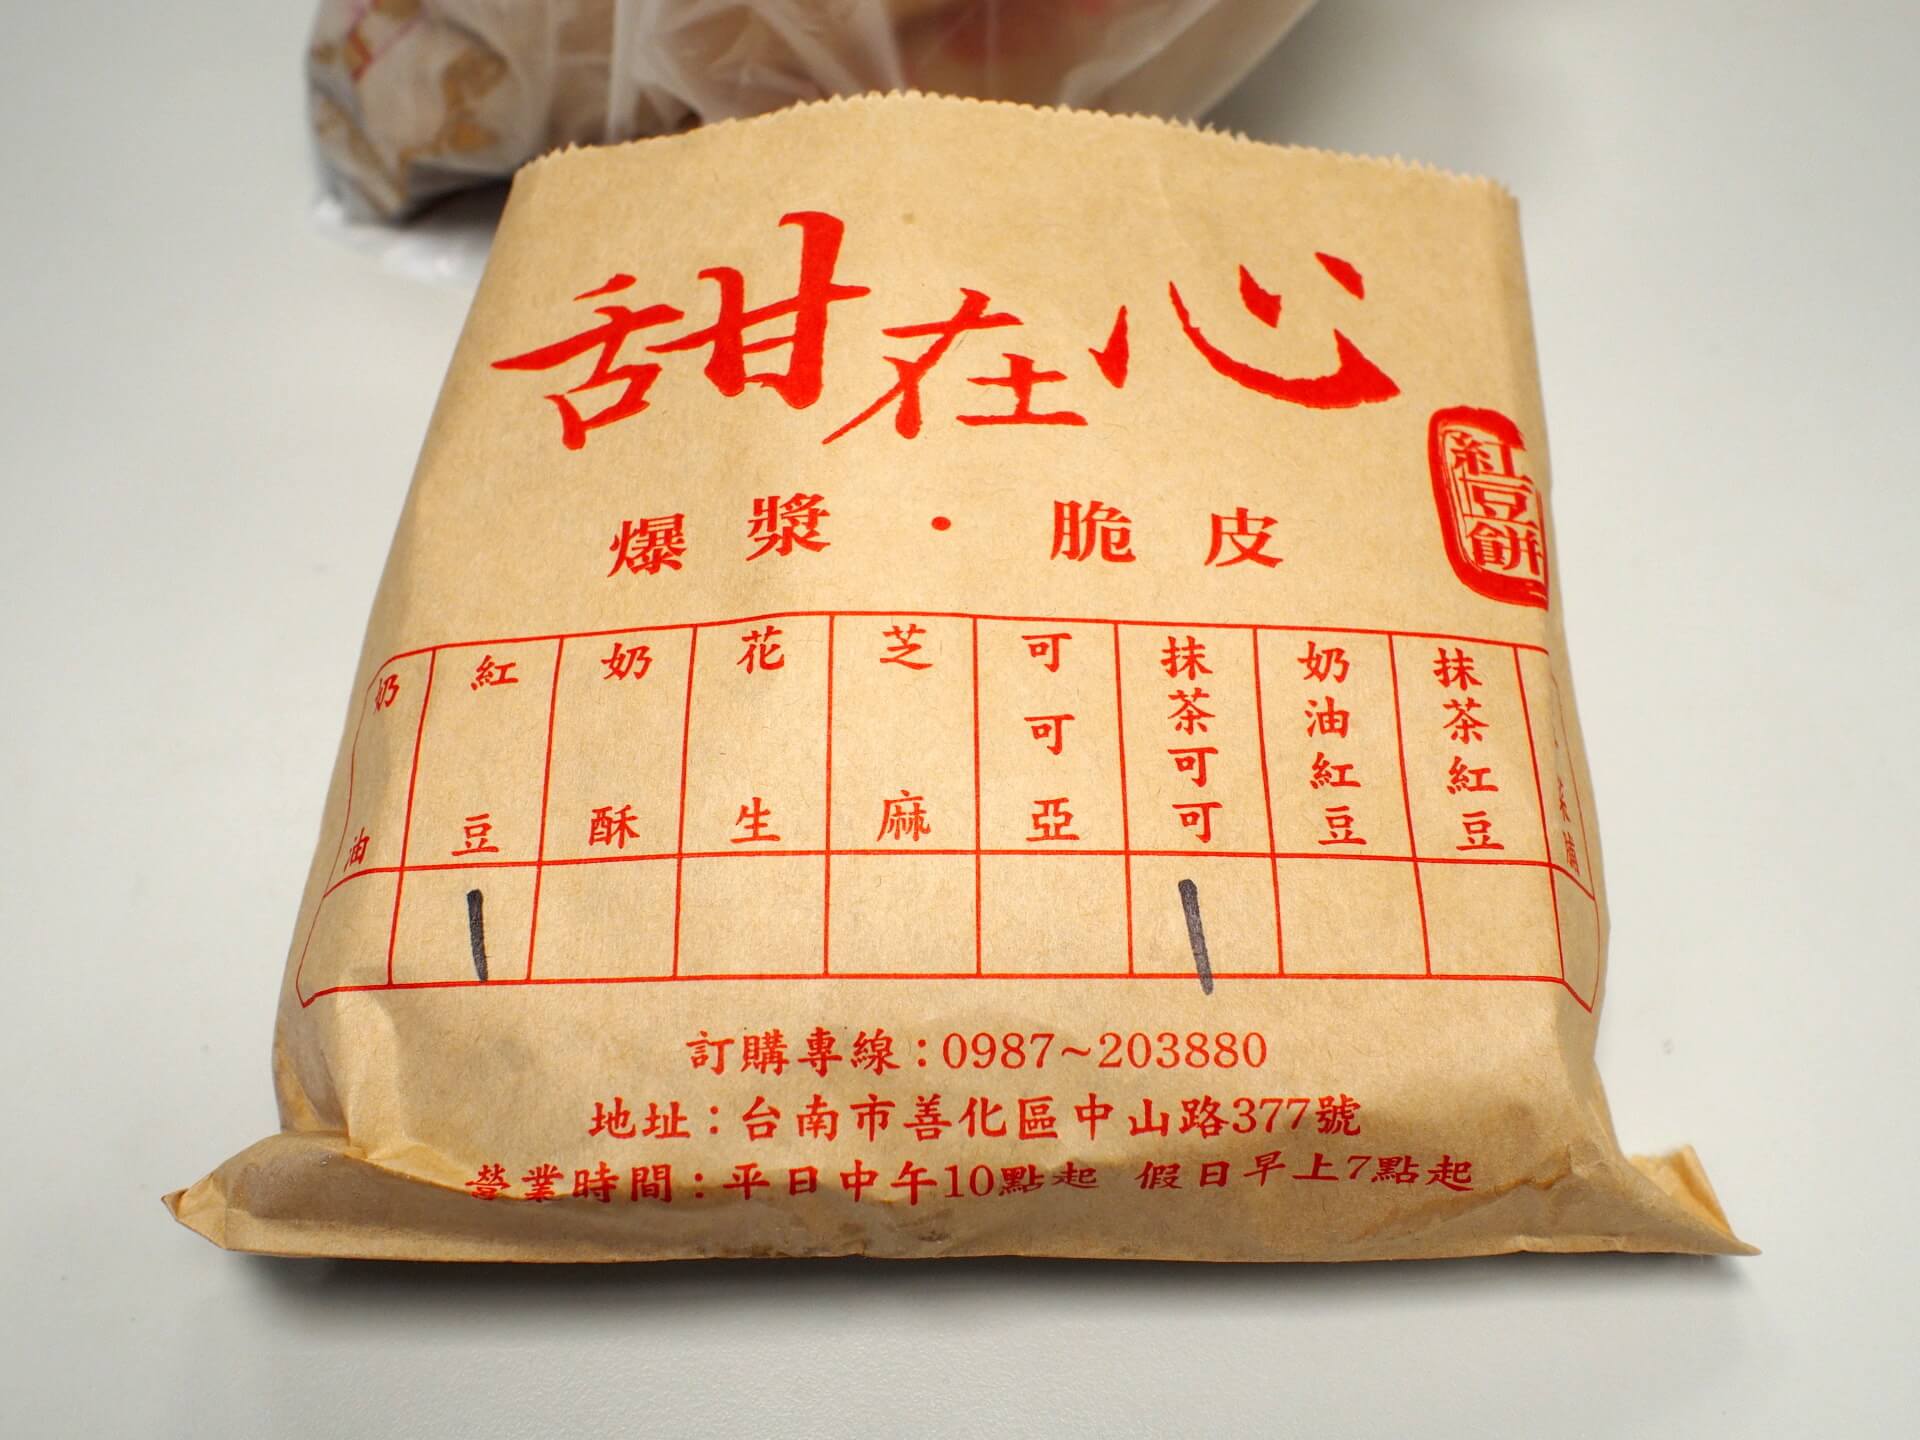 甜在心
紅豆餅
爆漿・脆皮
奶油
紅豆
奶酥
花生
芝麻
可可亞
抹茶可可
奶油紅豆
抹茶紅豆
訂購專線：0987~203880
地址：台南市善化區中山路377號
營業時間：平日中午10點起 假日早上7點起